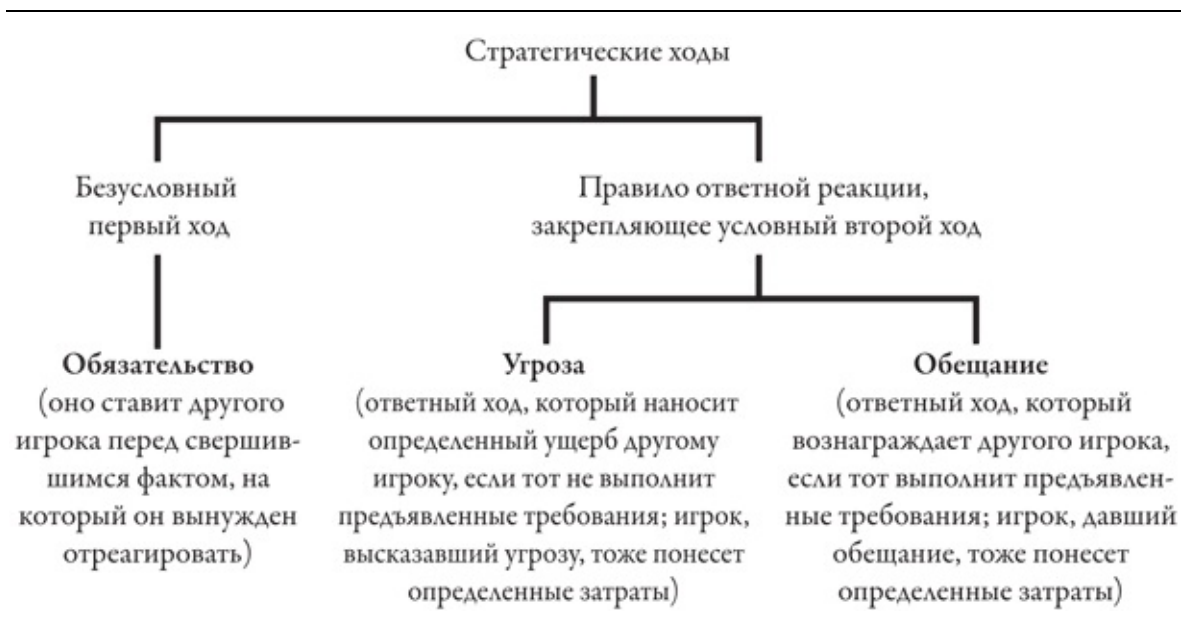 Стратегические ходы
Безусловный
первый ход
Правило ответной реакции,
закрепляющее условный второй ход
Обязательство
(оно ставит другого
игрока перед свершив-
шимся фактом, на
который он вынужден
отреагировать)
Угроза
(ответный ход, который наносит
определенный ущерб другому
игроку, если тот не выполнит
предъявленные требования; игрок,
высказавший угрозу, тоже понесет
определенные затраты)
Обещание
(ответный ход, который
вознаграждает другого игрока,
если тот выполнит предъявлен-
ные требования; игрок, давший
обещание, тоже понесет
определенные затраты)